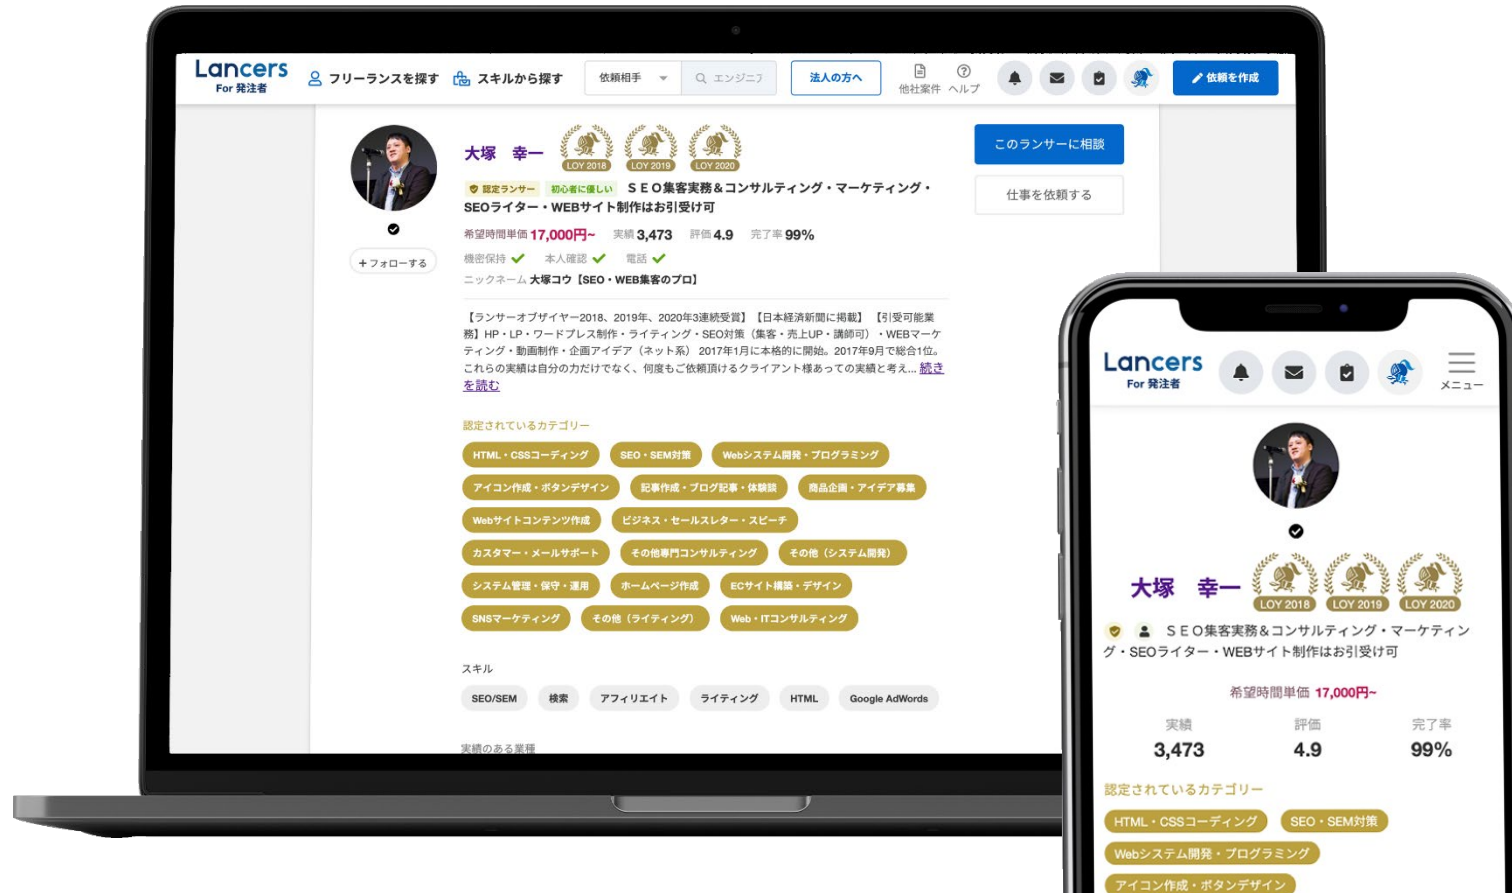 Lancers
For 発注者
フリーランスを探す
スキルから探す
依頼相手
エンジニア
法人の方へ
他社案件
ヘルプ
依頼を作成
大塚 幸一
LOY 2018
LOY 2019
LOY 2020
認定ランサー 初心者に優しい ＳＥＯ集客実務＆コンサルティング・マーケティング・
SEOライター・WEBサイト制作はお引受け可
希望時間単価 17,000円~ 実績 3,473 評価 4.9 完了率 99%
機密保持 本人確認 電話
ニックネーム 大塚コウ【SEO・WEB集客のプロ】
＋フォローする
このランサーに相談
仕事を依頼する
【ランサーオブザイヤー2018、2019年、2020年3連続受賞】【日本経済新聞に掲載】 【引受可能業
務】HP・LP・ワードプレス制作・ライティング・SEO対策（集客・売上UP・講師可）・WEBマーケ
ティング・動画制作・企画アイデア（ネット系） 2017年1月に本格的に開始。2017年9月で総合1位。
これらの実績は自分の力だけでなく、何度もご依頼頂けるクライアント様あっての実績と考え... 続き
を読む
認定されているカテゴリー
HTML・CSSコーディング SEO・SEM対策 Webシステム開発・プログラミング
アイコン作成・ボタンデザイン 記事作成・ブログ記事・体験談 商品企画・アイデア募集
Webサイトコンテンツ作成 ビジネス・セールスレター・スピーチ
カスタマー・メールサポート その他専門コンサルティング その他（システム開発）
システム管理・保守・運用 ホームページ作成 ECサイト構築・デザイン
SNSマーケティング その他（ライティング） Web・ITコンサルティング
スキル
SEO/SEM 検索 アフィリエイト ライティング HTML Google AdWords
実績のある業種
Lancers
For 発注者
メニュー
大塚 幸一
LOY 2018
LOY 2019
LOY 2020
ＳＥＯ集客実務＆コンサルティング・マーケティン
グ・SEOライター・WEBサイト制作はお引受け可
希望時間単価 17,000円~
実績 評価 完了率
3,473 4.9 99%
認定されているカテゴリー
HTML・CSSコーディング SEO・SEM対策
Webシステム開発・プログラミング
アイコン作成・ボタンデザイン